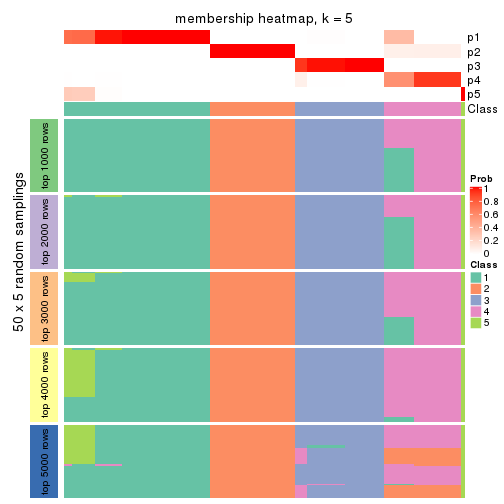 membership heatmap, k = 5
p1
p2
p3
p4
p5
Class
50 x 5 random samplings
top 1000 rows
top 2000 rows
top 3000 rows
top 4000 rows
top 5000 rows
Prob
1
0.8
0.6
0.4
0.2
0
Class
1
2
3
4
5